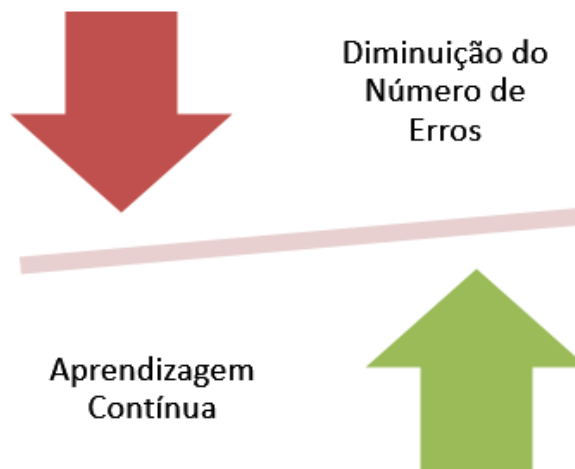 Diminuição do
Número de
Erros
Aprendizagem
Contínua